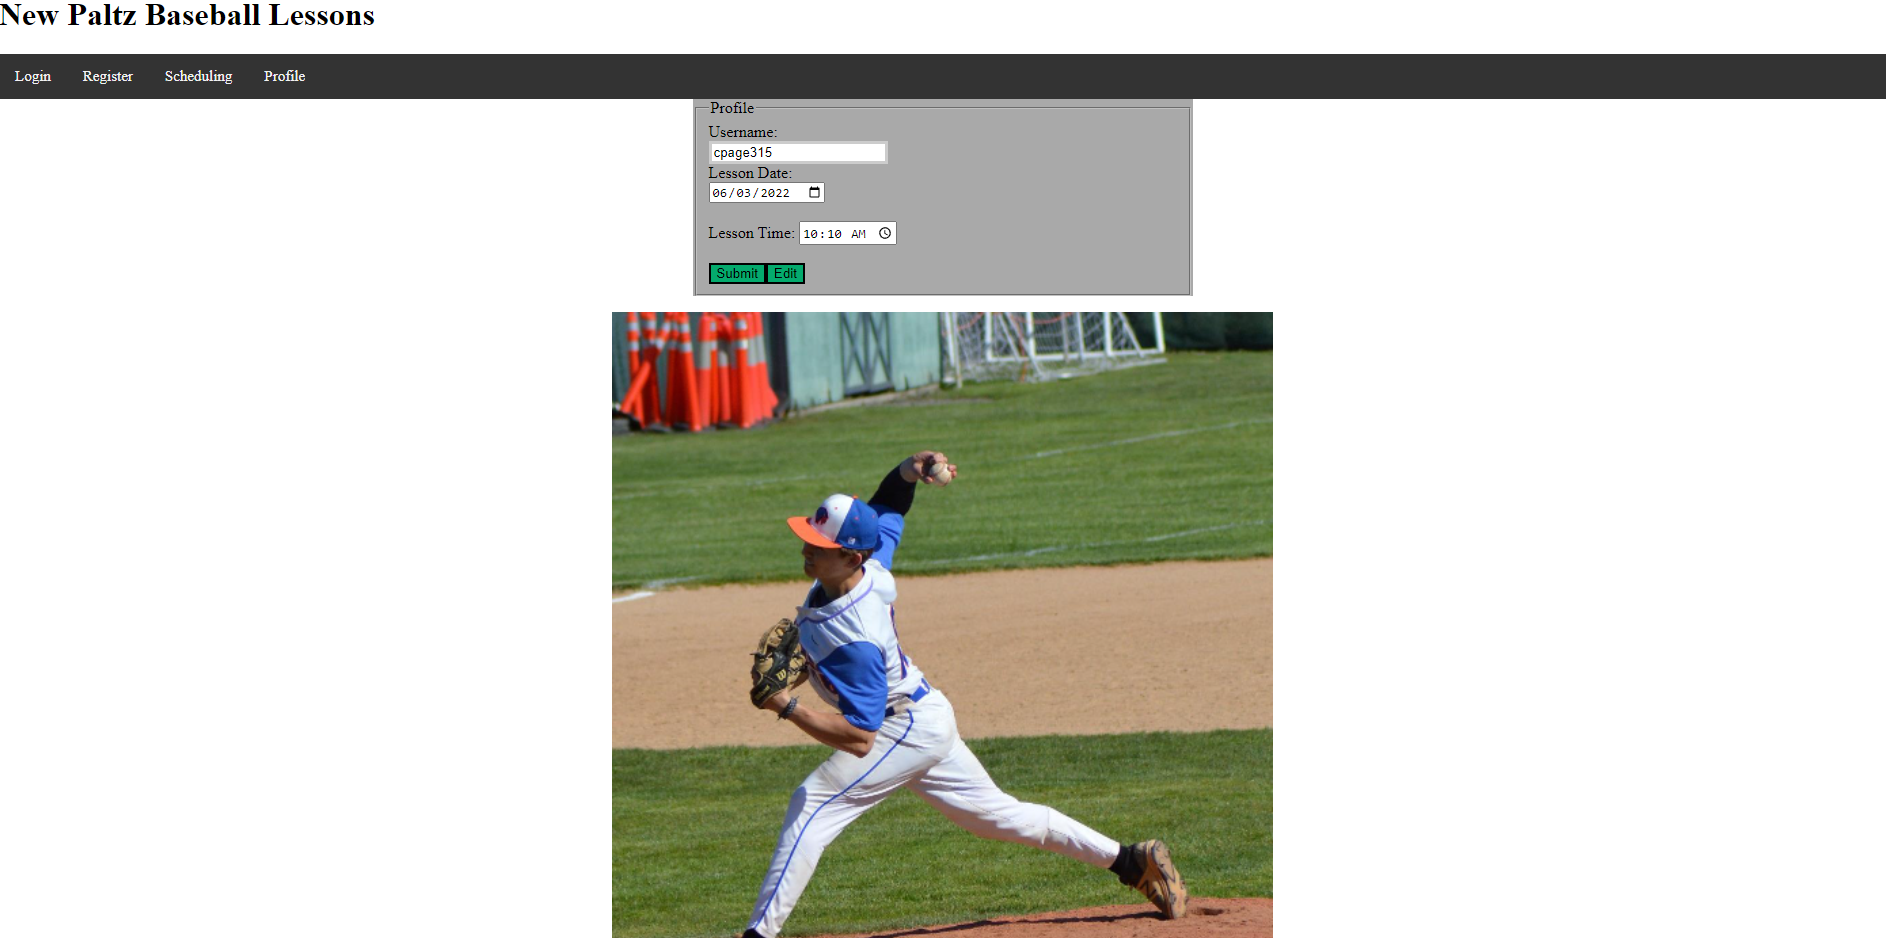 New Paltz Baseball Lessons
Login Register Scheduling Profile
Profile
Username:
cpage315
Lesson Date:
06/03/2022
Lesson Time: 10:10 AM
Submit Edit